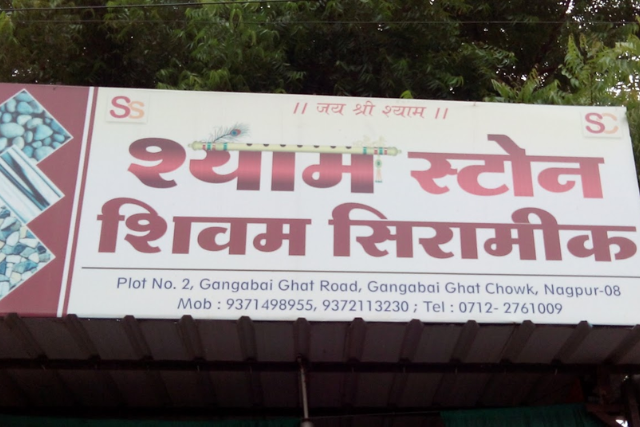 SS
SC
।। जय श्री श्याम ।।
श्याम स्टोन
शिवम सिरामीक
Plot No. 2, Gangabai Ghat Road, Gangabai Ghat Chowk, Nagpur-08
Mob : 9371498955, 9372113230 ; Tel : 0712- 2761009